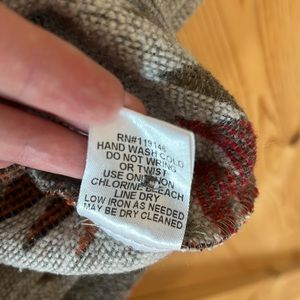 RN#119146
HAND WASH COLD
DO NOT WRING
OR TWIST
USE ONLY NON
CHLORINE BLEACH
LINE DRY
LOW IRON AS NEEDED
MAY BE DRY CLEANED